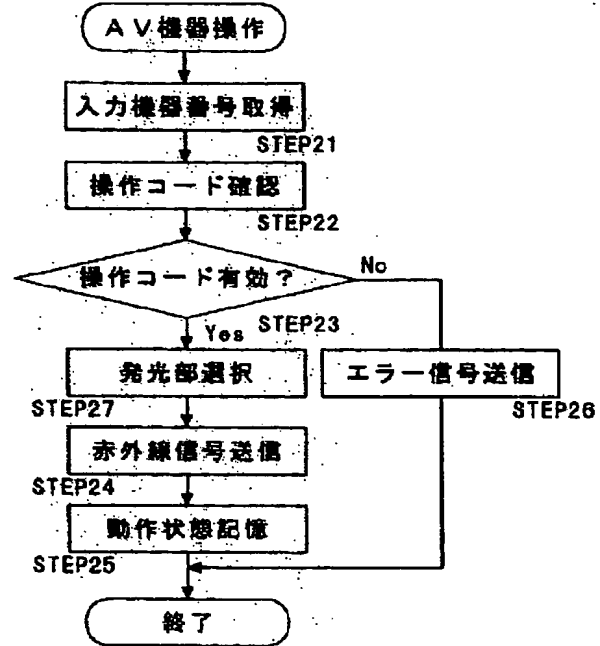 AV機器操作
入力機器番号取得
STEP21
操作コード確認
STEP22
操作コード有効?
No
Yes
STEP23
発光部選択
エラー信号送信
STEP27
STEP26
赤外線信号送信
STEP24
動作状態記憶
STEP25
終了